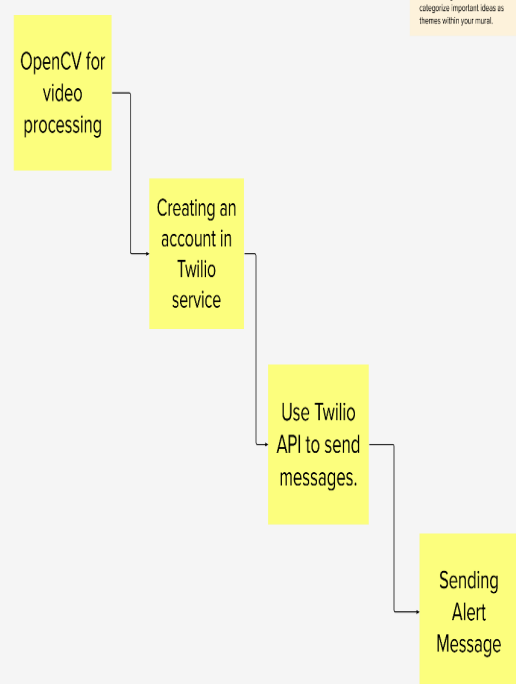 categorize important ideas as
themes within your mural.
OpenCV for
video
processing
Creating an
account in
Twilio
service
Use Twilio
API to send
messages.
Sending
Alert
Message